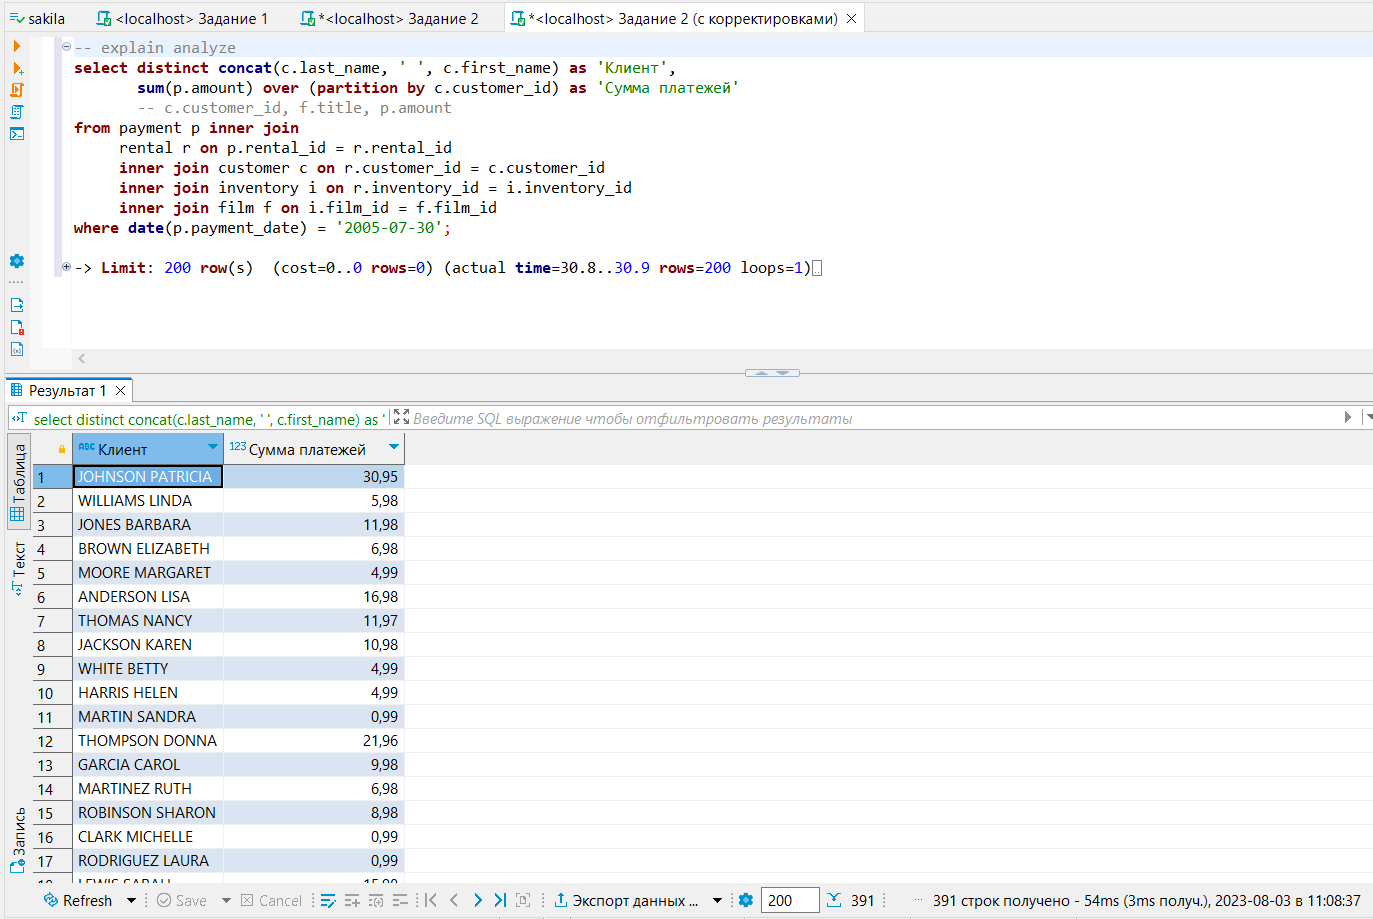 sakila
<localhost> Задание 1
*<localhost> Задание 2
*<localhost> Задание 2 (с корректировками)
-- explain analyze
select distinct concat(c.last_name, ' ', c.first_name) as 'Клиент',
sum(p.amount) over (partition by c.customer_id) as 'Сумма платежей'
-- c.customer_id, f.title, p.amount
from payment p inner join
rental r on p.rental_id = r.rental_id
inner join customer c on r.customer_id = c.customer_id
inner join inventory i on r.inventory_id = i.inventory_id
inner join film f on i.film_id = f.film_id
where date(p.payment_date) = '2005-07-30';
-> Limit: 200 row(s)  (cost=0..0 rows=0) (actual time=30.8..30.9 rows=200 loops=1)
Результат 1
select distinct concat(c.last_name, ' ', c.first_name) as '
Введите SQL выражение чтобы отфильтровать результаты
Таблица
Текст
Запись
ABC Клиент
123 Сумма платежей
1 JOHNSON PATRICIA 30,95
2 WILLIAMS LINDA 5,98
3 JONES BARBARA 11,98
4 BROWN ELIZABETH 6,98
5 MOORE MARGARET 4,99
6 ANDERSON LISA 16,98
7 THOMAS NANCY 11,97
8 JACKSON KAREN 10,98
9 WHITE BETTY 4,99
10 HARRIS HELEN 4,99
11 MARTIN SANDRA 0,99
12 THOMPSON DONNA 21,96
13 GARCIA CAROL 9,98
14 MARTINEZ RUTH 6,98
15 ROBINSON SHARON 8,98
16 CLARK MICHELLE 0,99
17 RODRIGUEZ LAURA 0,99
Refresh
Save
Cancel
Экспорт данных ...
200
391
391 строк получено - 54ms (3ms получ.), 2023-08-03 в 11:08:37